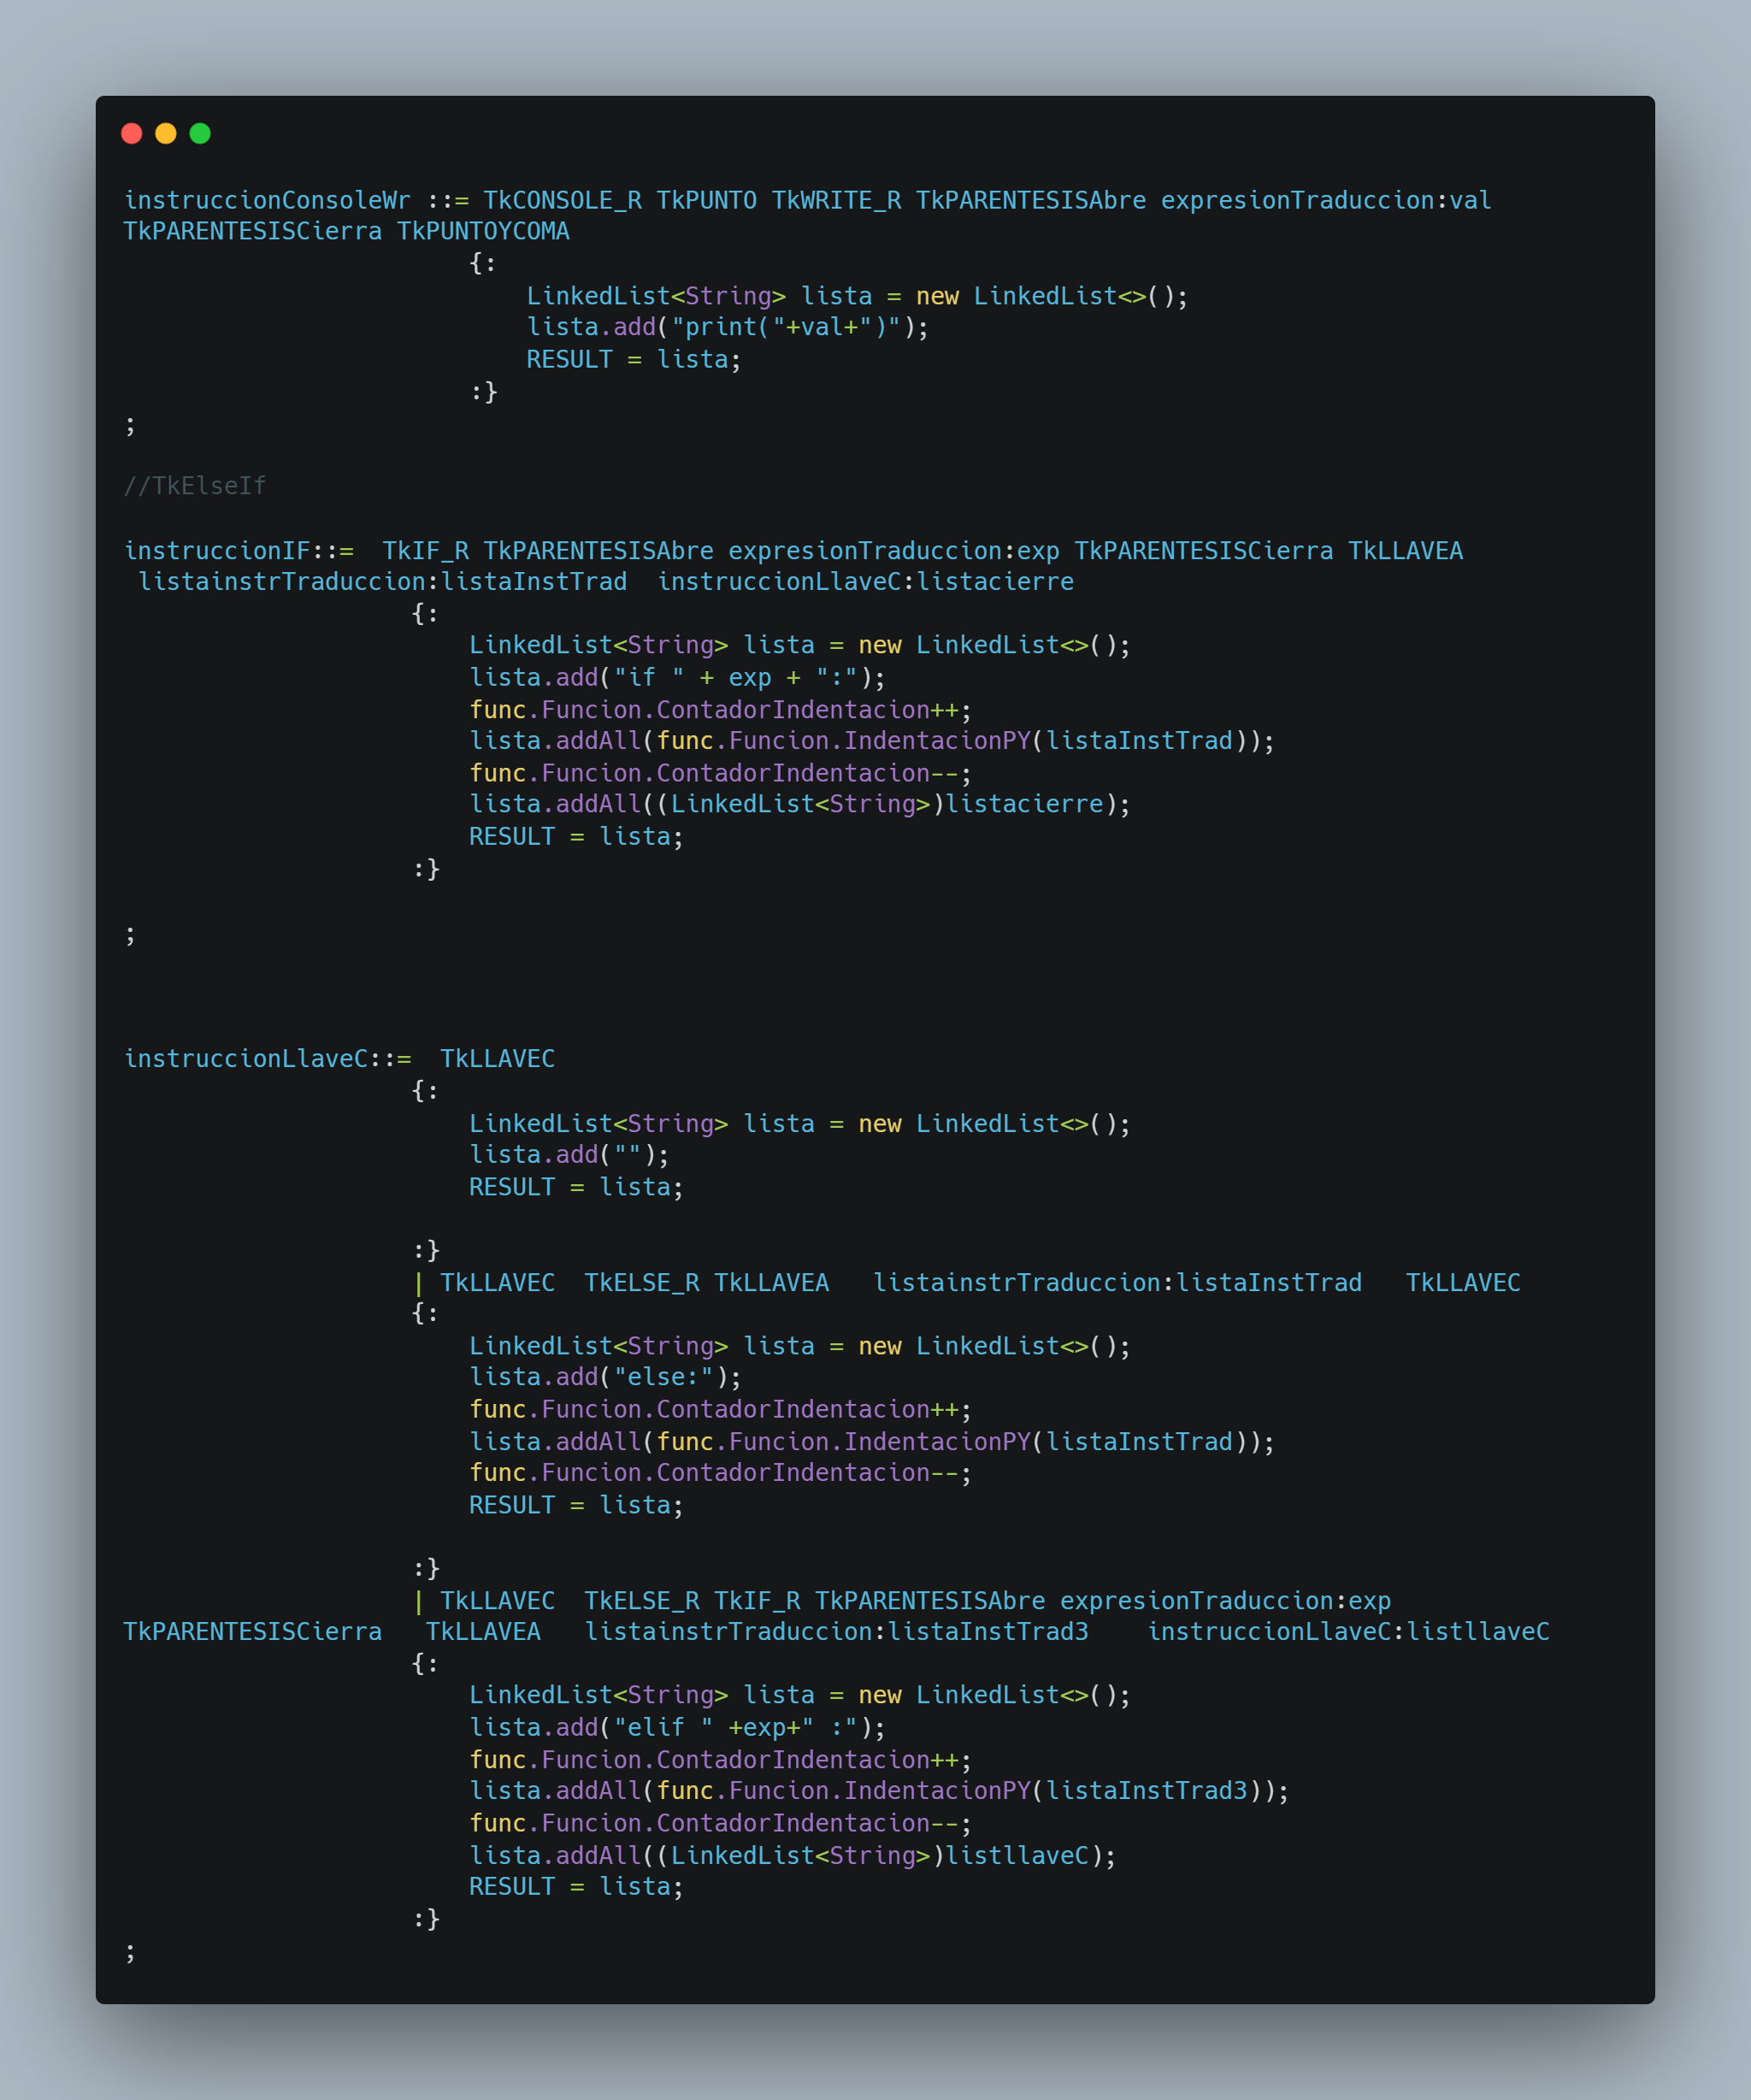 instruccionConsoleWr ::= TkCONSOLE_R TkPUNTO TkWRITE_R TkPARENTESISAbre expresionTraduccion:val
TkPARENTESISCierra TkPUNTOYCOMA
                        {:
                            LinkedList<String> lista = new LinkedList<>();
                            lista.add("print("+val+")");
                            RESULT = lista;
                        :}
;
//TkElseIf
instruccionIF::=  TkIF_R TkPARENTESISAbre expresionTraduccion:exp TkPARENTESISCierra TkLLAVEA
 listainstrTraduccion:listaInstTrad  instruccionLlaveC:listacierre
                    {:
                        LinkedList<String> lista = new LinkedList<>();
                        lista.add("if " + exp + ":");
                        func.Funcion.ContadorIndentacion++;
                        lista.addAll(func.Funcion.IndentacionPY(listaInstTrad));
                        func.Funcion.ContadorIndentacion--;
                        lista.addAll((LinkedList<String>)listacierre);
                        RESULT = lista;
                    :}
;
instruccionLlaveC::=  TkLLAVEC
                    {:
                        LinkedList<String> lista = new LinkedList<>();
                        lista.add("");
                        RESULT = lista;
                    :}
                    | TkLLAVEC  TkELSE_R TkLLAVEA   listainstrTraduccion:listaInstTrad   TkLLAVEC
                    {:
                        LinkedList<String> lista = new LinkedList<>();
                        lista.add("else:");
                        func.Funcion.ContadorIndentacion++;
                        lista.addAll(func.Funcion.IndentacionPY(listaInstTrad));
                        func.Funcion.ContadorIndentacion--;
                        RESULT = lista;
                    :}
                    | TkLLAVEC  TkELSE_R TkIF_R TkPARENTESISAbre expresionTraduccion:exp
TkPARENTESISCierra   TkLLAVEA   listainstrTraduccion:listaInstTrad3    instruccionLlaveC:listllaveC
                    {:
                        LinkedList<String> lista = new LinkedList<>();
                        lista.add("elif " +exp+" :");
                        func.Funcion.ContadorIndentacion++;
                        lista.addAll(func.Funcion.IndentacionPY(listaInstTrad3));
                        func.Funcion.ContadorIndentacion--;
                        lista.addAll((LinkedList<String>)listllaveC);
                        RESULT = lista;
                    :}
;